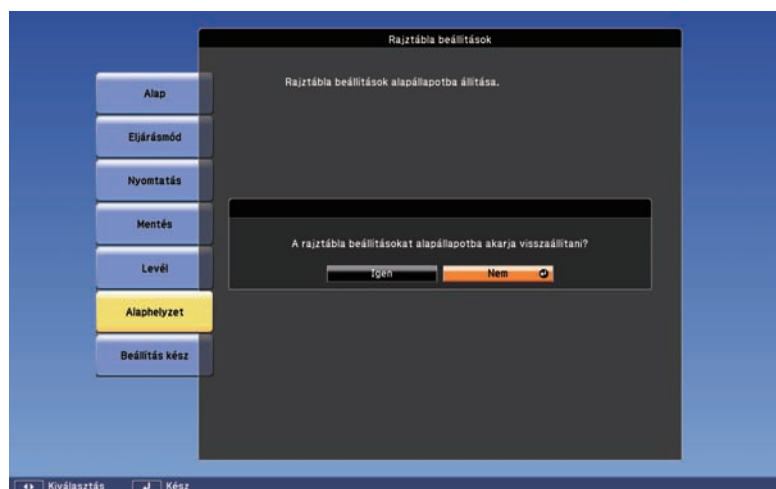 Rajztábla beállítások
Rajztábla beállítások alapállapotba állítása.
Alap
Eljárásmód
Nyomtatás
Mentés
Levél
Alaphelyzet
Beállítás kész
A rajztábla beállításokat alapállapotba akarja visszaállítani?
Igen
Nem
Kiválasztás
Kész